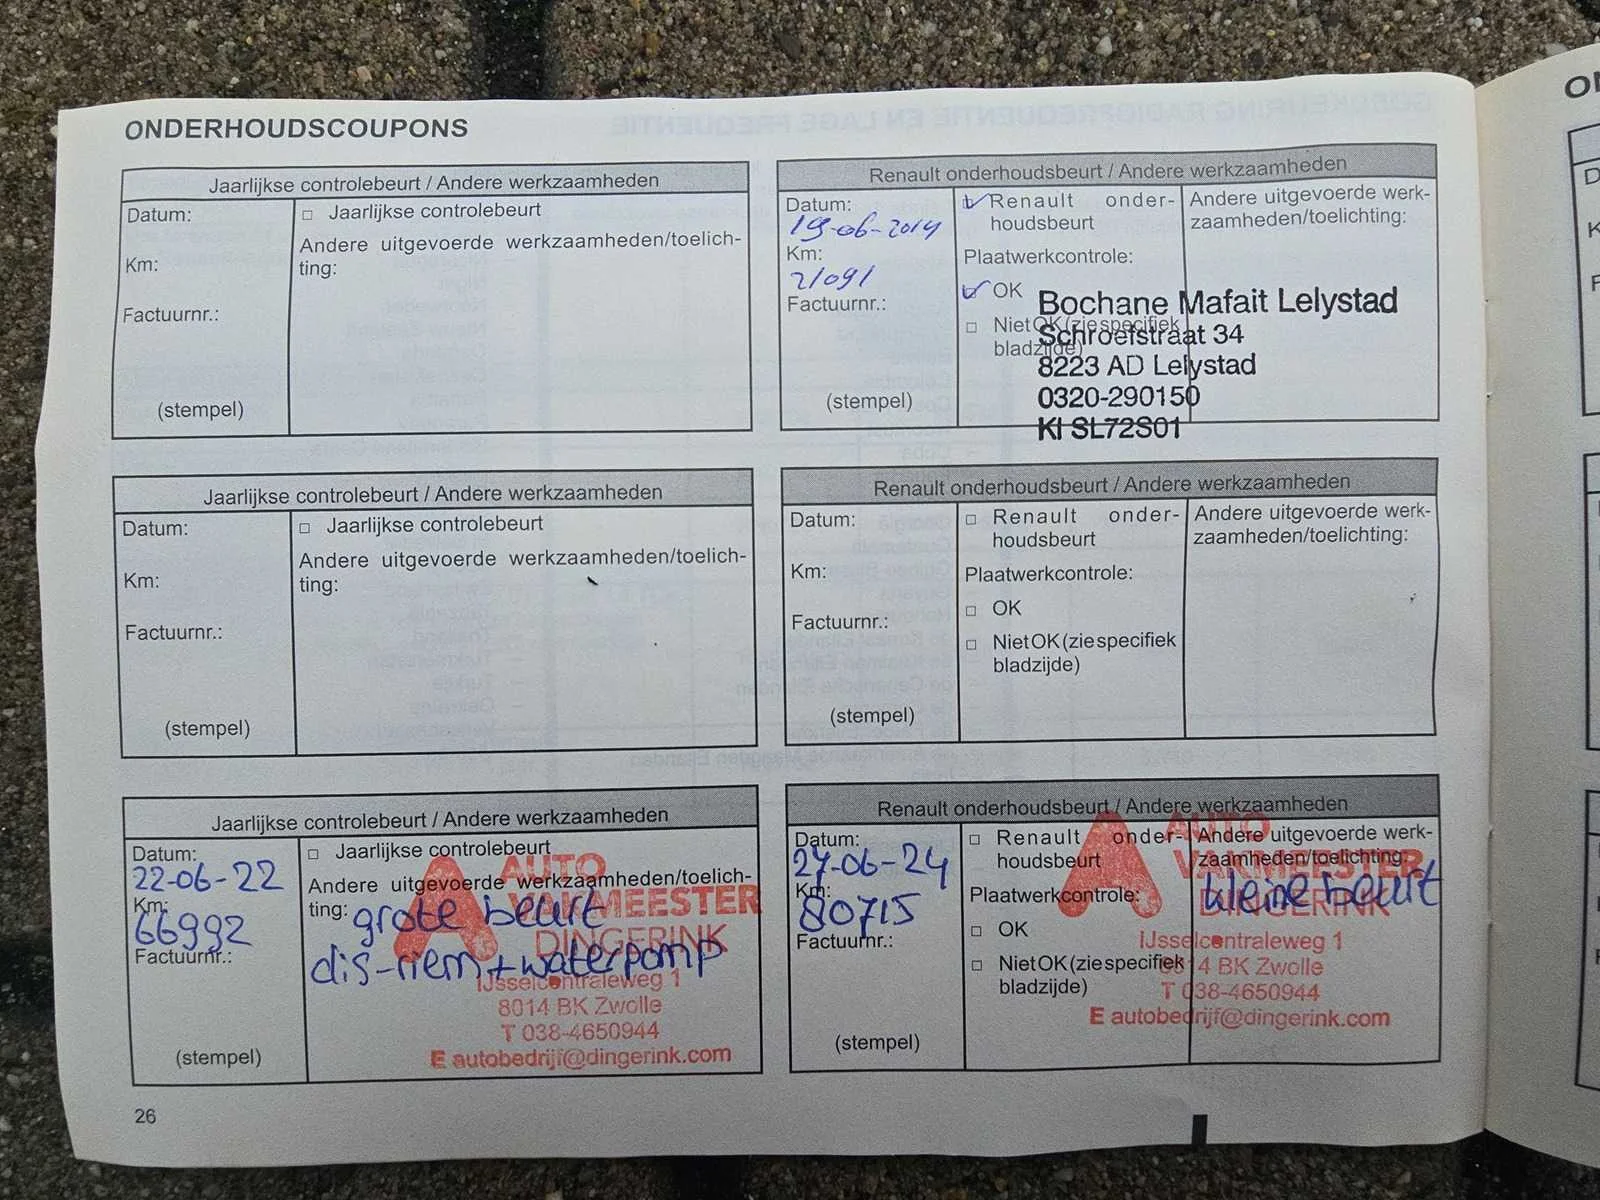 ONDERHOUDSCOUPONS
Jaarlijkse controlebeurt / Andere werkzaamheden
Datum:
Km:
Factuurnr.:
(stempel)
□ Jaarlijkse controlebeurt
Andere uitgevoerde werkzaamheden/toelich-
ting:
Renault onderhoudsbeurt / Andere werkzaamheden
Datum:
19-06-2014
Km:
21091
Factuurnr.:
(stempel)
Renault onder-
houdsbeurt
Plaatwerkcontrole:
OK
□ Niet OK (zie specifiek
bladzijde)
Andere uitgevoerde werk-
zaamheden/toelichting:
Bochane Mafait Lelystad
Schroefstraat 34
8223 AD Lelystad
0320-290150
KI SL72S01
Jaarlijkse controlebeurt / Andere werkzaamheden
Datum:
Km:
Factuurnr.:
(stempel)
□ Jaarlijkse controlebeurt
Andere uitgevoerde werkzaamheden/toelich-
ting:
Renault onderhoudsbeurt / Andere werkzaamheden
Datum:
Km:
Factuurnr.:
(stempel)
□ Renault onder-
houdsbeurt
Plaatwerkcontrole:
□ OK
□ Niet OK (zie specifiek
bladzijde)
Andere uitgevoerde werk-
zaamheden/toelichting:
Jaarlijkse controlebeurt / Andere werkzaamheden
Datum:
22-06-22
Km:
66992
Factuurnr.:
(stempel)
□ Jaarlijkse controlebeurt
Andere uitgevoerde werkzaamheden/toelich-
ting: grote beurt
dis-riem + waterpomp
AUTO
VAKMEESTER
DINGERINK
IJsselcentraleweg 1
8014 BK Zwolle
T 038-4650944
E autobedrijf@dingerink.com
Renault onderhoudsbeurt / Andere werkzaamheden
Datum:
27-06-24
Km:
80715
Factuurnr.:
(stempel)
□ Renault onder-
houdsbeurt
Plaatwerkcontrole:
□ OK
□ Niet OK (zie specifiek
bladzijde)
Andere uitgevoerde werk-
zaamheden/toelichting:
kleine beurt
AUTO
VAKMEESTER
DINGERINK
IJsselcentraleweg 1
8014 BK Zwolle
T 038-4650944
E autobedrijf@dingerink.com
26